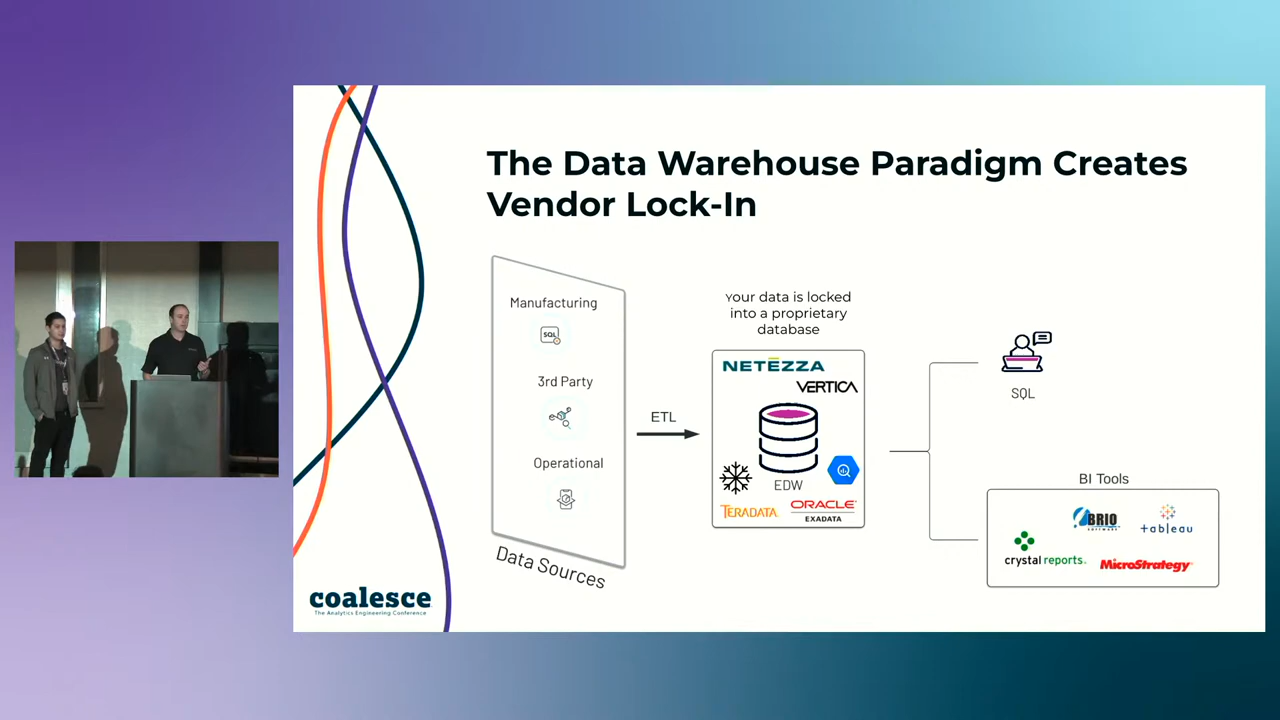 The Data Warehouse Paradigm Creates
Vendor Lock-In
Manufacturing
SQL
3rd Party
Operational
Data Sources
ETL
Your data is locked
into a proprietary
database
NETEZZA
VERTICA
EDW
TERADATA
ORACLE
EXADATA
SQL
BI Tools
BRIO
SOFTWARE
+ableau
crystal reports.
MicroStrategy
coalesce
The Analytics Engineering Conference